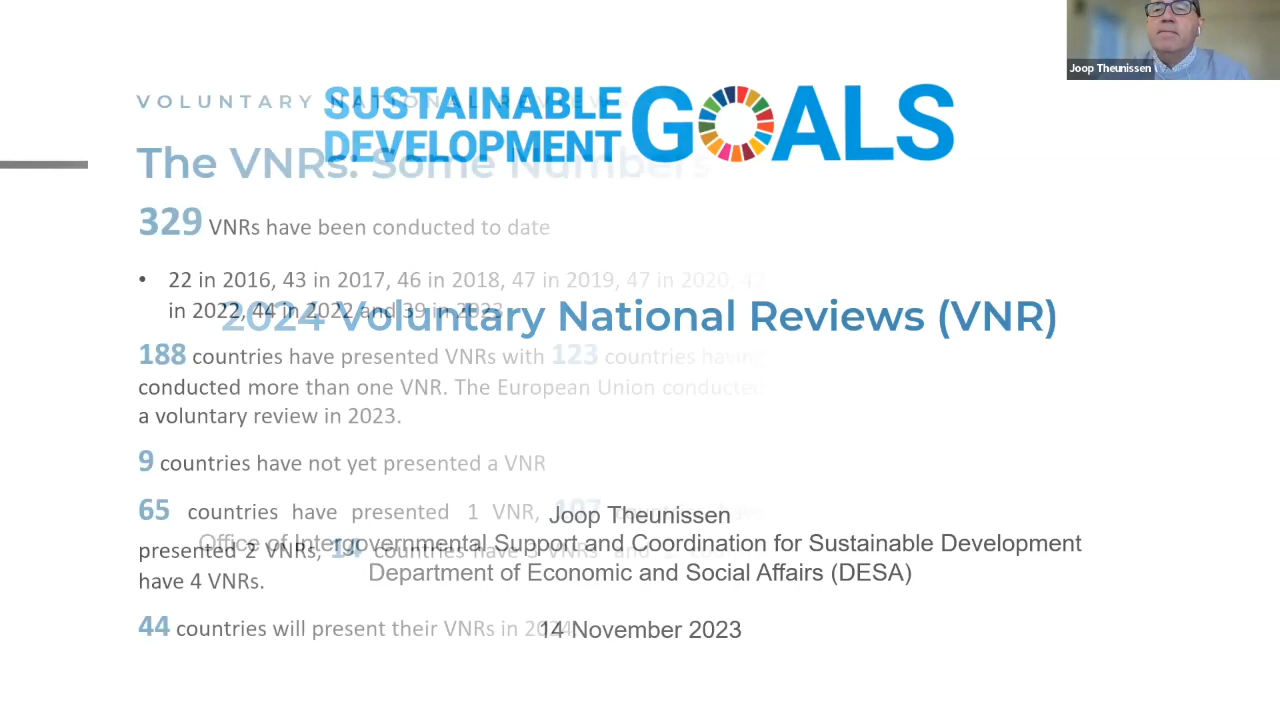 Joop Theunissen
VOLUNTARY NATIONAL REVIEWS
SUSTAINABLE
DEVELOPMENT
GOALS
The VNRs: Some Numbers
329 VNRs have been conducted to date
• 22 in 2016, 43 in 2017, 46 in 2018, 47 in 2019, 47 in 2020, 42
in 2022, 44 in 2022 and 39 in 2023
2024 Voluntary National Reviews (VNR)
188 countries have presented VNRs with 123 countries having
conducted more than one VNR. The European Union conducted
a voluntary review in 2023.
9 countries have not yet presented a VNR
65 countries have presented 1 VNR, 107
presented 2 VNRs, 14 countries have 3 VNRs and
have 4 VNRs.
Joop Theunissen
Office of Intergovernmental Support and Coordination for Sustainable Development
Department of Economic and Social Affairs (DESA)
44 countries will present their VNRs in 2024
14 November 2023